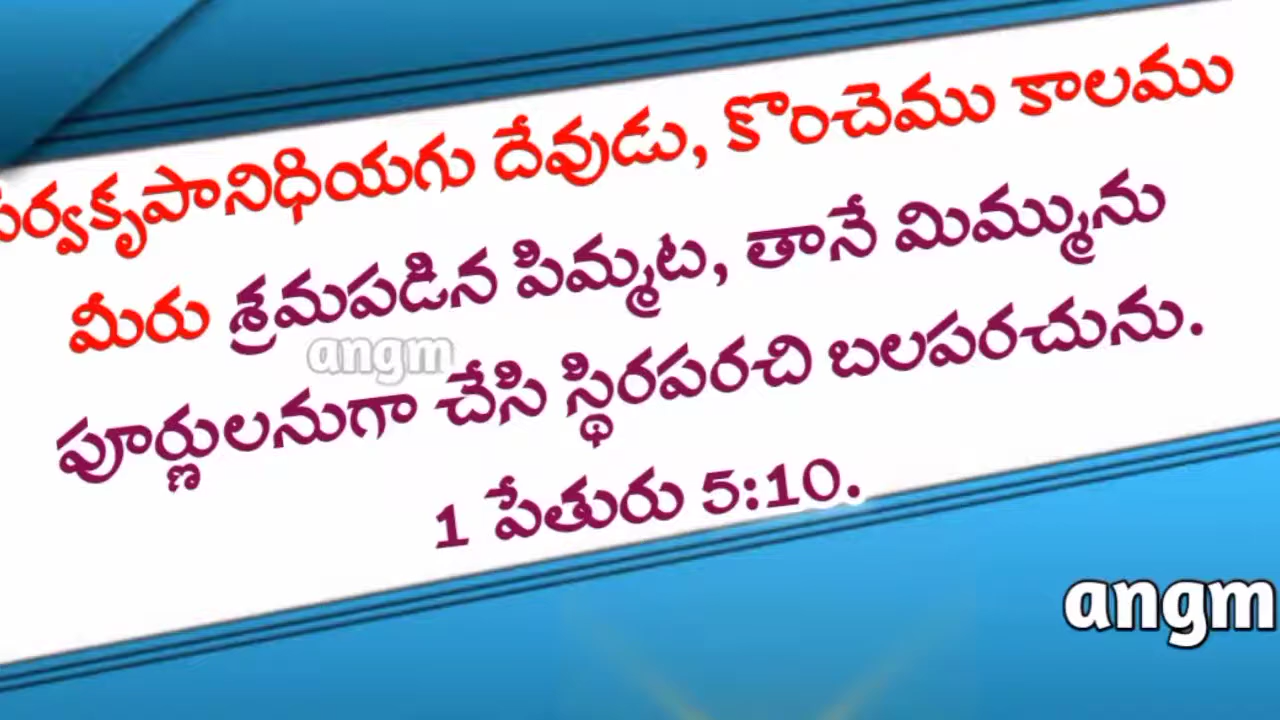 సర్వకృపానిధియగు దేవుడు, కొంచెము కాలము
మీరు శ్రమపడిన పిమ్మట, తానే మిమ్మును
angm
పూర్ణులనుగా చేసి స్థిరపరచి బలపరచును.
1 పేతురు 5:10.
angm